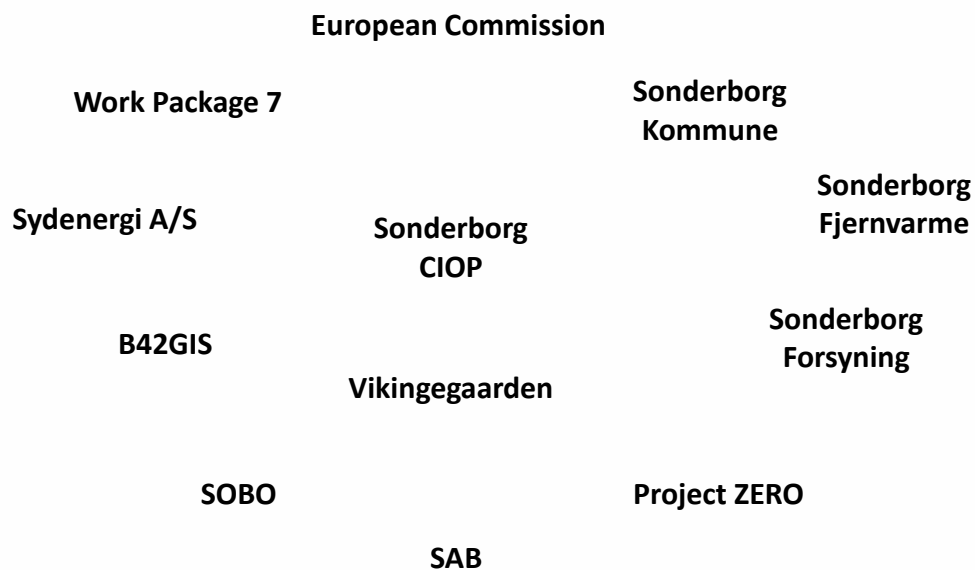 European Commission
Work Package 7
Sonderborg
Kommune
Sonderborg
Fjernvarme
Sydenergi A/S
Sonderborg
CIOP
Sonderborg
Forsyning
B42GIS
Vikingegaarden
SOBO
Project ZERO
SAB